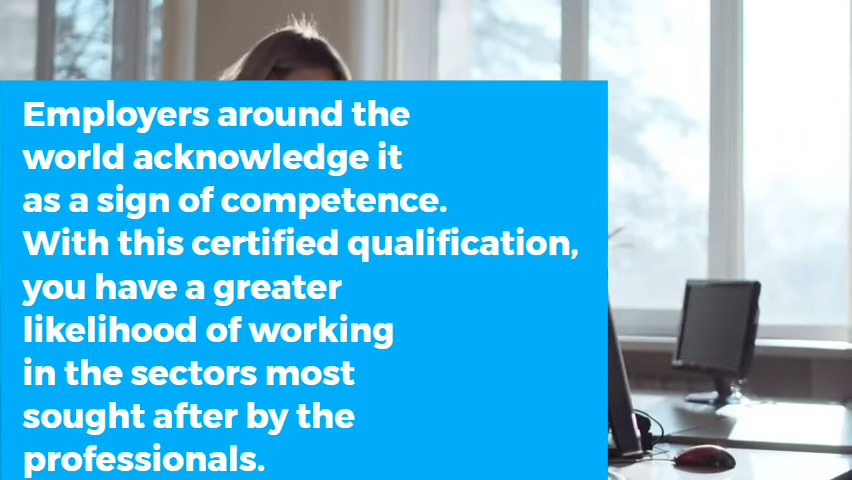 Employers around the
world acknowledge it
as a sign of competence.
With this certified qualification,
you have a greater
likelihood of working
in the sectors most
sought after by the
professionals.